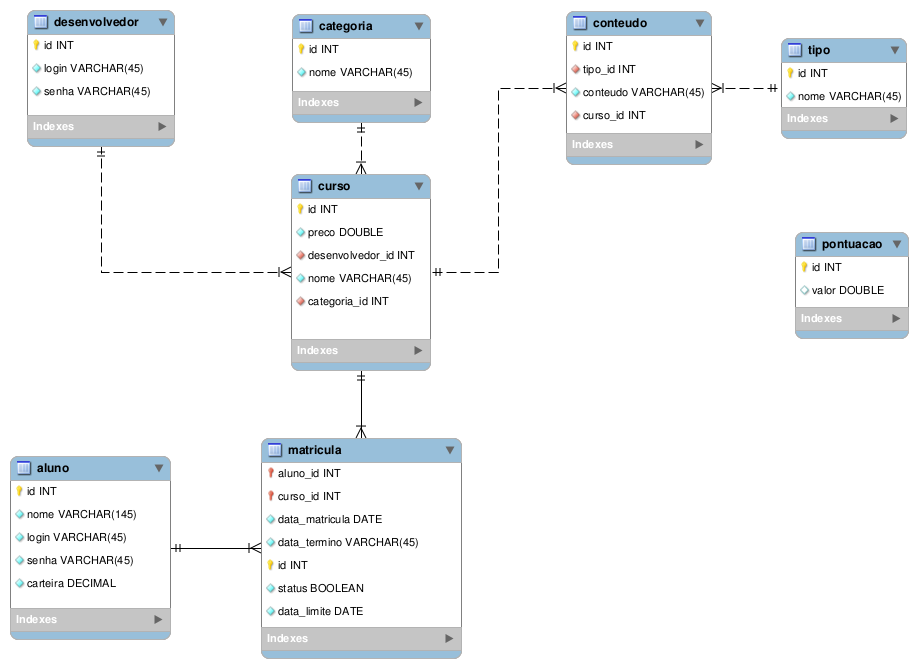 desenvolvedor
id INT
login VARCHAR(45)
senha VARCHAR(45)
Indexes
categoria
id INT
nome VARCHAR(45)
Indexes
conteudo
id INT
tipo_id INT
conteudo VARCHAR(45)
curso_id INT
Indexes
tipo
id INT
nome VARCHAR(45)
Indexes
curso
id INT
preco DOUBLE
desenvolvedor_id INT
nome VARCHAR(45)
categoria_id INT
Indexes
pontuacao
id INT
valor DOUBLE
Indexes
aluno
id INT
nome VARCHAR(145)
login VARCHAR(45)
senha VARCHAR(45)
carteira DECIMAL
Indexes
matricula
aluno_id INT
curso_id INT
data_matricula DATE
data_termino VARCHAR(45)
id INT
status BOOLEAN
data_limite DATE
Indexes